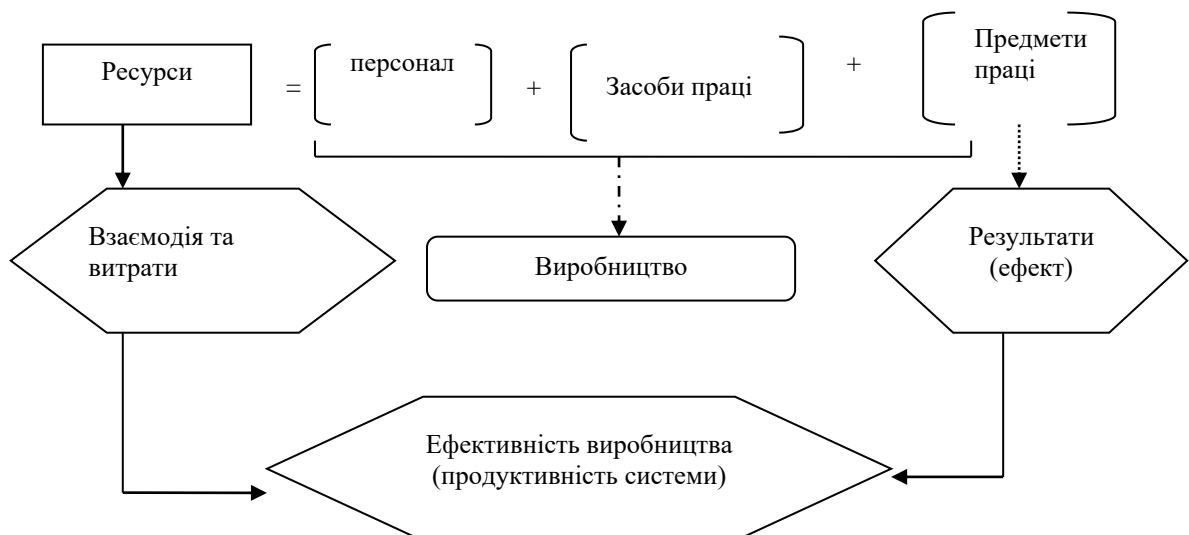 Ресурси = персонал + Засоби праці + Предмети
праці
Взаємодія та
витрати
Виробництво
Результати
(ефект)
Ефективність виробництва
(продуктивність системи)